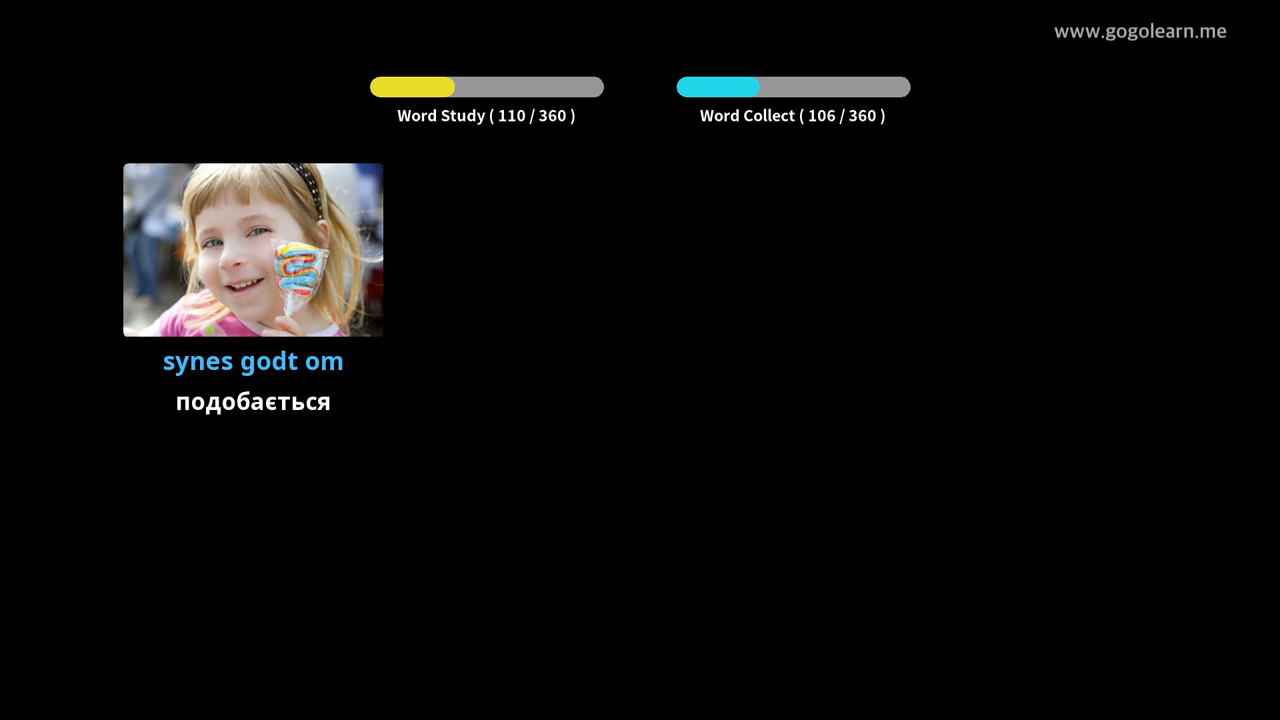 www.gogolearn.me
Word Study ( 110 / 360 )
Word Collect ( 106 / 360 )
synes godt om
подобається